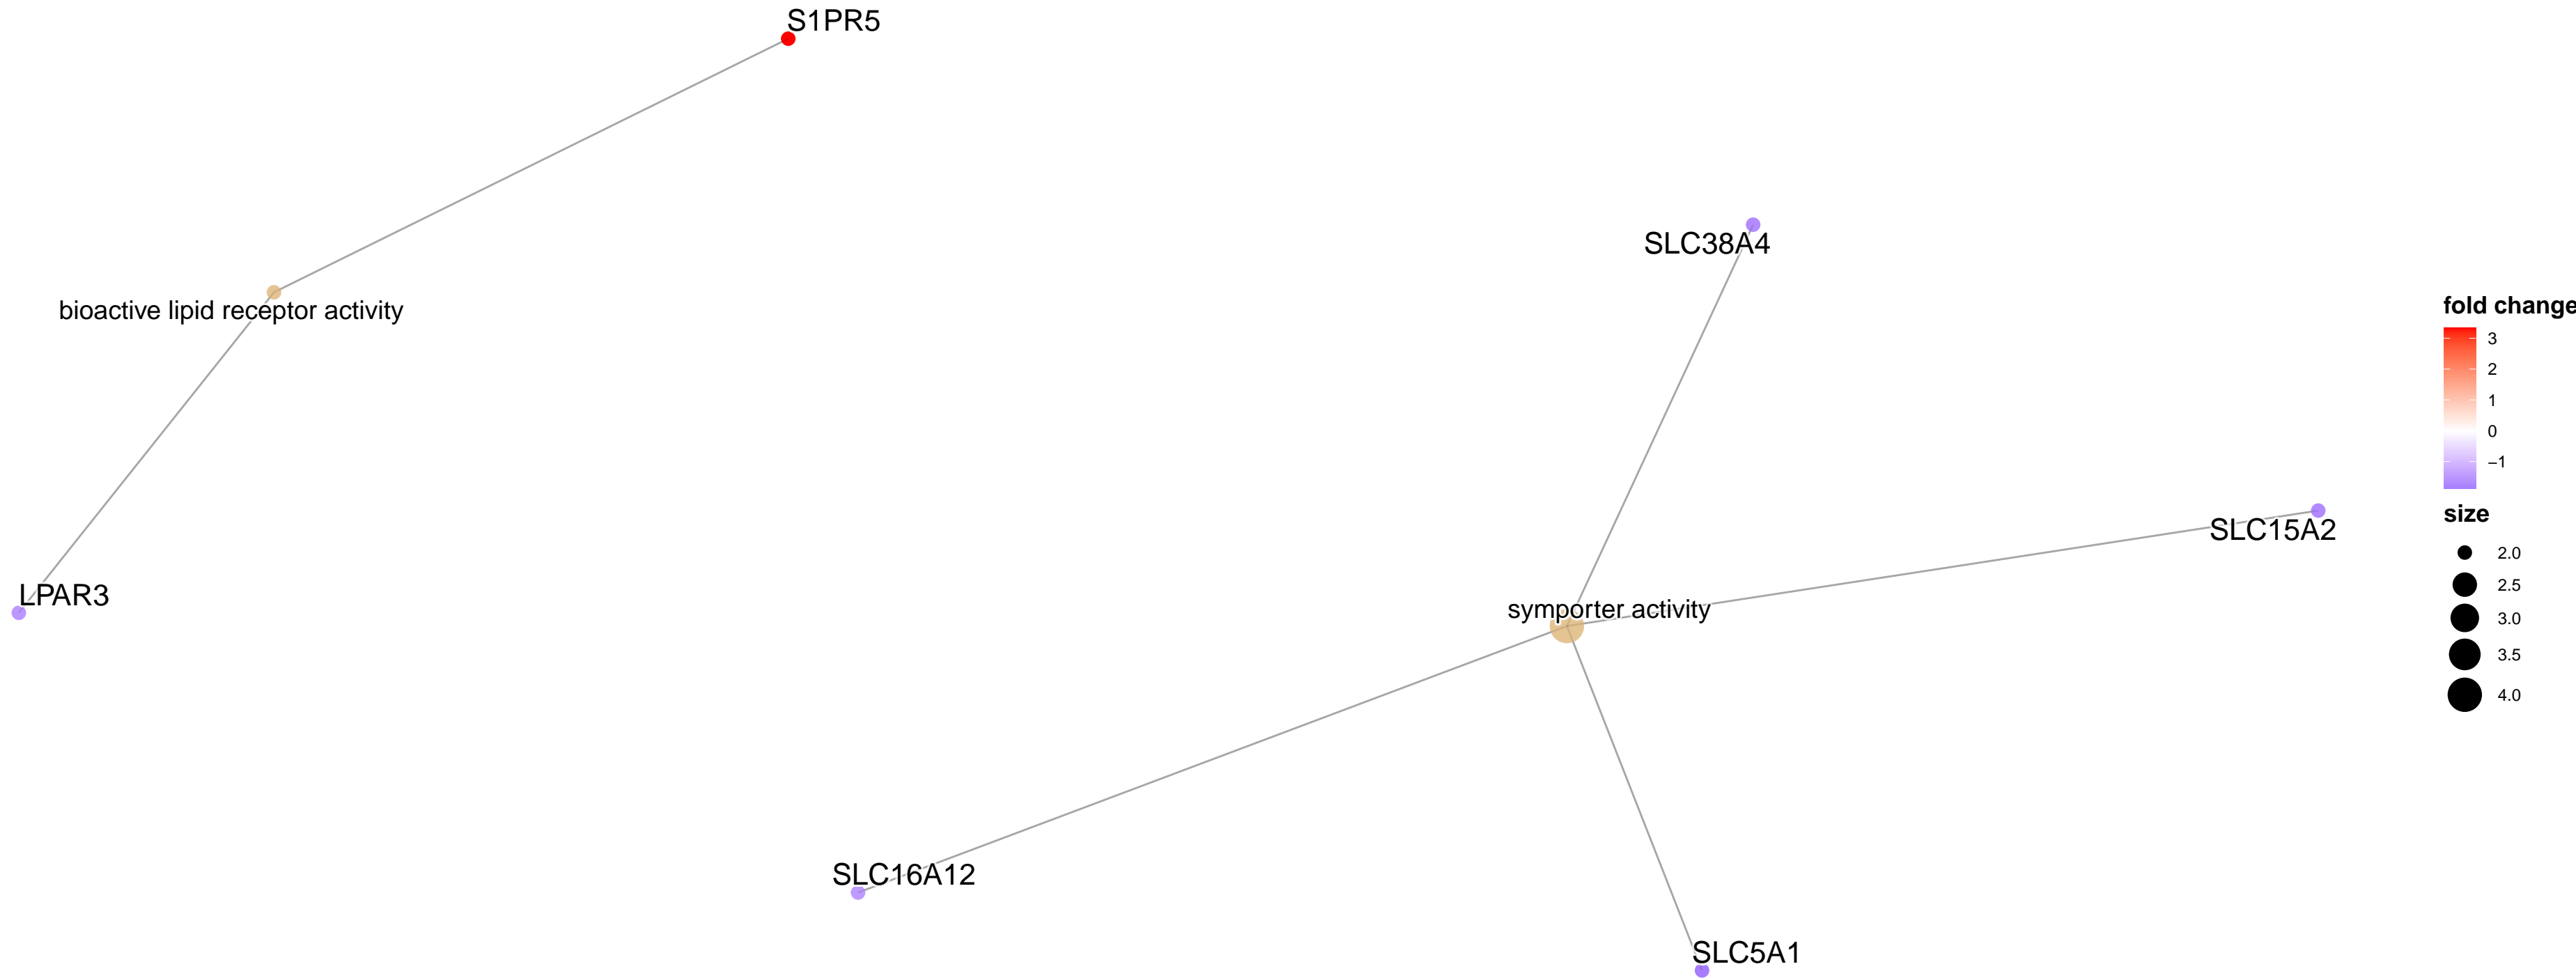 S1PR5
SLC38A4
bioactive lipid receptor activity
SLC15A2
LPAR3
symporter activity
SLC16A12
SLC5A1
fold change
3
2
1
0
−1
size
2.0
2.5
3.0
3.5
4.0